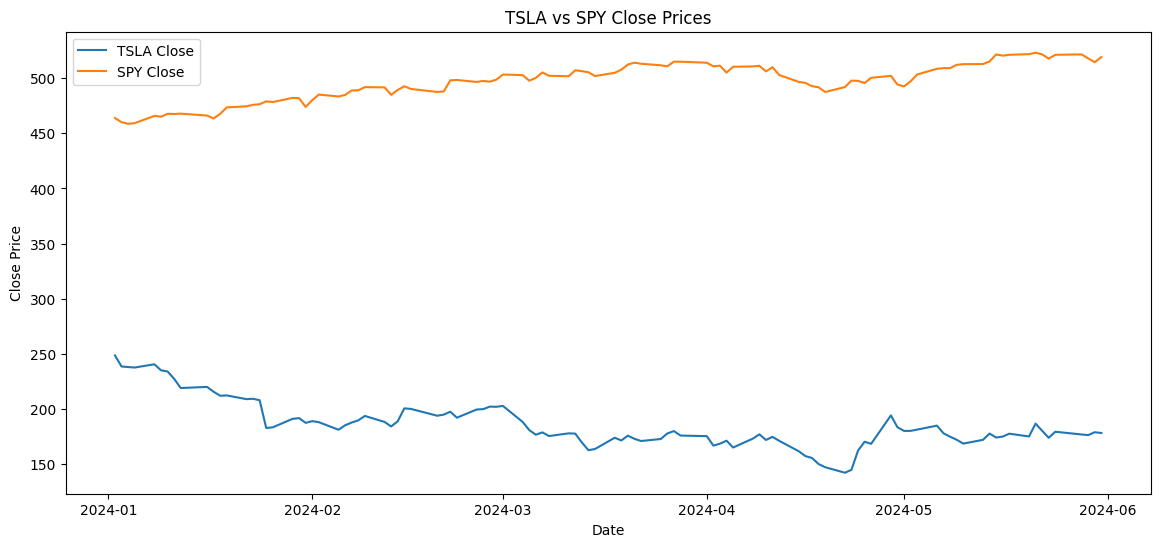 TSLA vs SPY Close Prices
TSLA Close
SPY Close
500
450
400
350
300
250
200
150
Close Price
2024-01 2024-02 2024-03 2024-04 2024-05 2024-06
Date